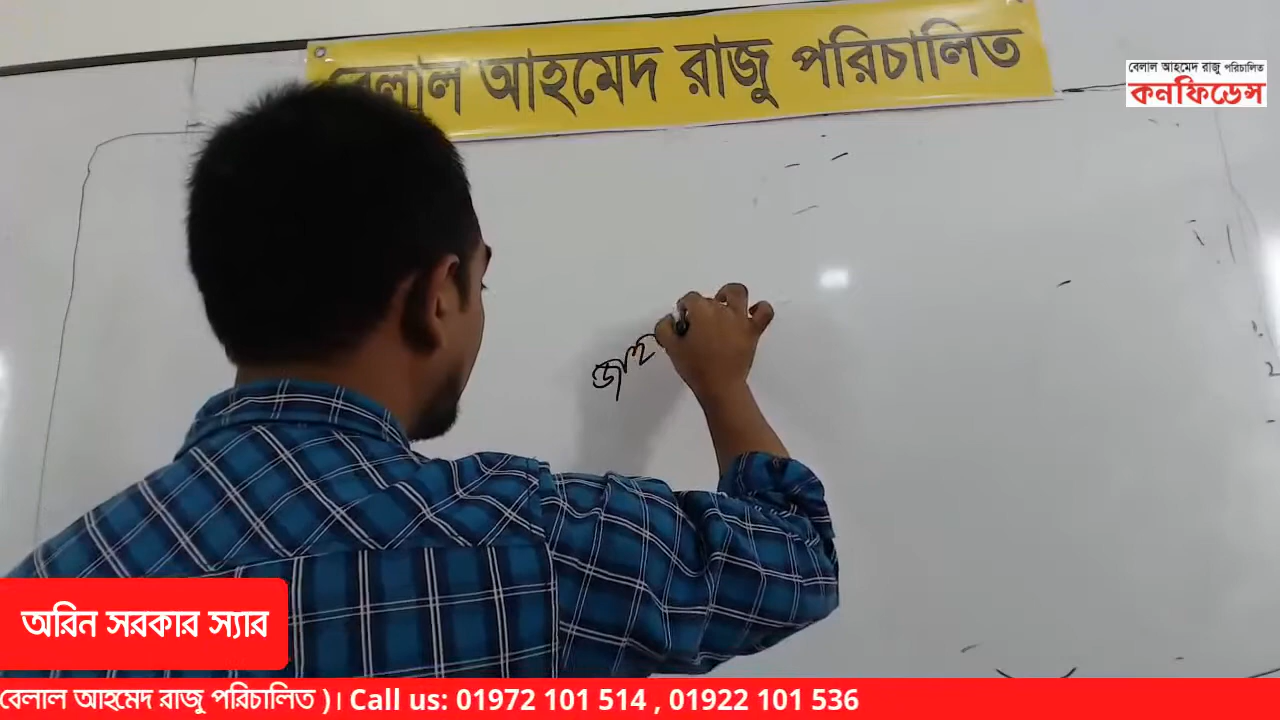 বেলাল আহমেদ রাজু পরিচালিত
বেলাল আহমেদ রাজু পরিচালিত
কনফিডেন্স
অরিন সরকার স্যার
বেলাল আহমেদ রাজু পরিচালিত )। Call us: 01972 101 514 , 01922 101 536